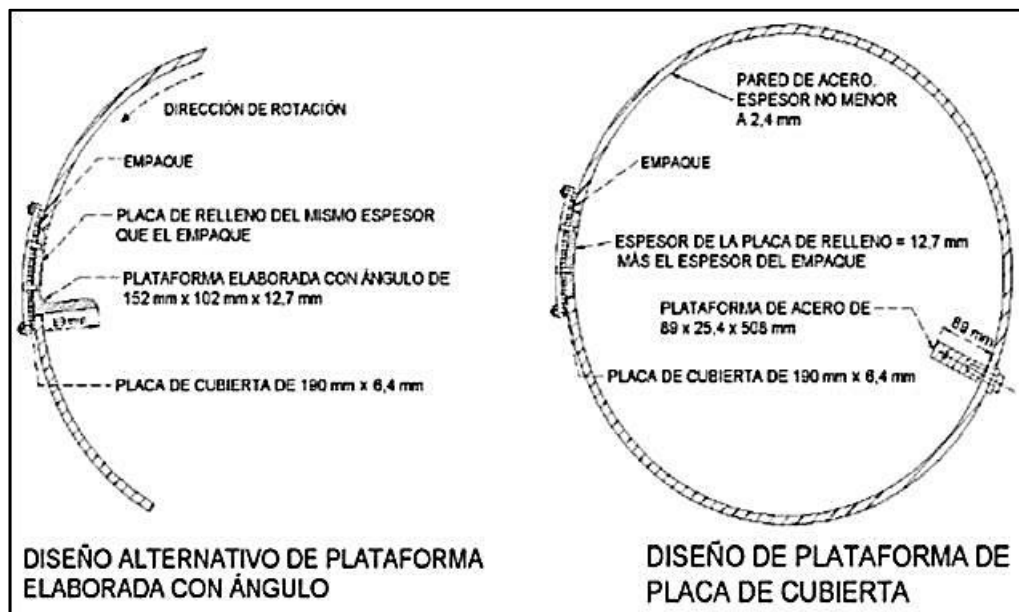 DIRECCIÓN DE ROTACIÓN
EMPAQUE
PLACA DE RELLENO DEL MISMO ESPESOR
QUE EL EMPAQUE
PLATAFORMA ELABORADA CON ÁNGULO DE
152 mm x 102 mm x 12,7 mm
89 mm
PLACA DE CUBIERTA DE 190 mm x 6,4 mm
DISEÑO ALTERNATIVO DE PLATAFORMA
ELABORADA CON ÁNGULO
PARED DE ACERO.
ESPESOR NO MENOR
A 2,4 mm
EMPAQUE
ESPESOR DE LA PLACA DE RELLENO = 12,7 mm
MÁS EL ESPESOR DEL EMPAQUE
PLATAFORMA DE ACERO DE
89 x 25,4 x 508 mm
89 mm
PLACA DE CUBIERTA DE 190 mm x 6,4 mm
DISEÑO DE PLATAFORMA DE
PLACA DE CUBIERTA